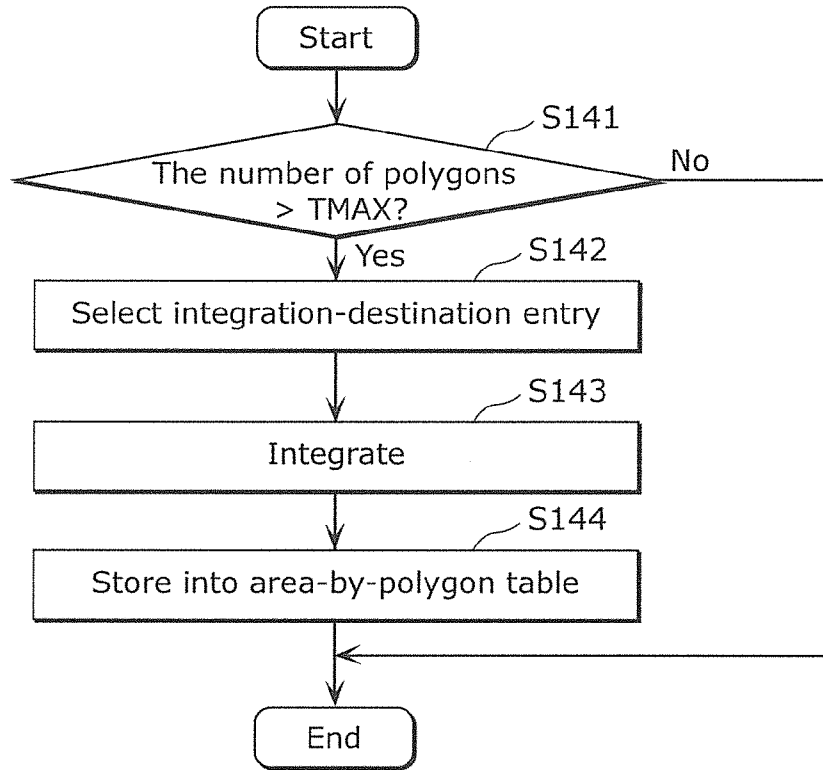 Start
S141
The number of polygons
> TMAX?
No
Yes
S142
Select integration-destination entry
S143
Integrate
S144
Store into area-by-polygon table
End